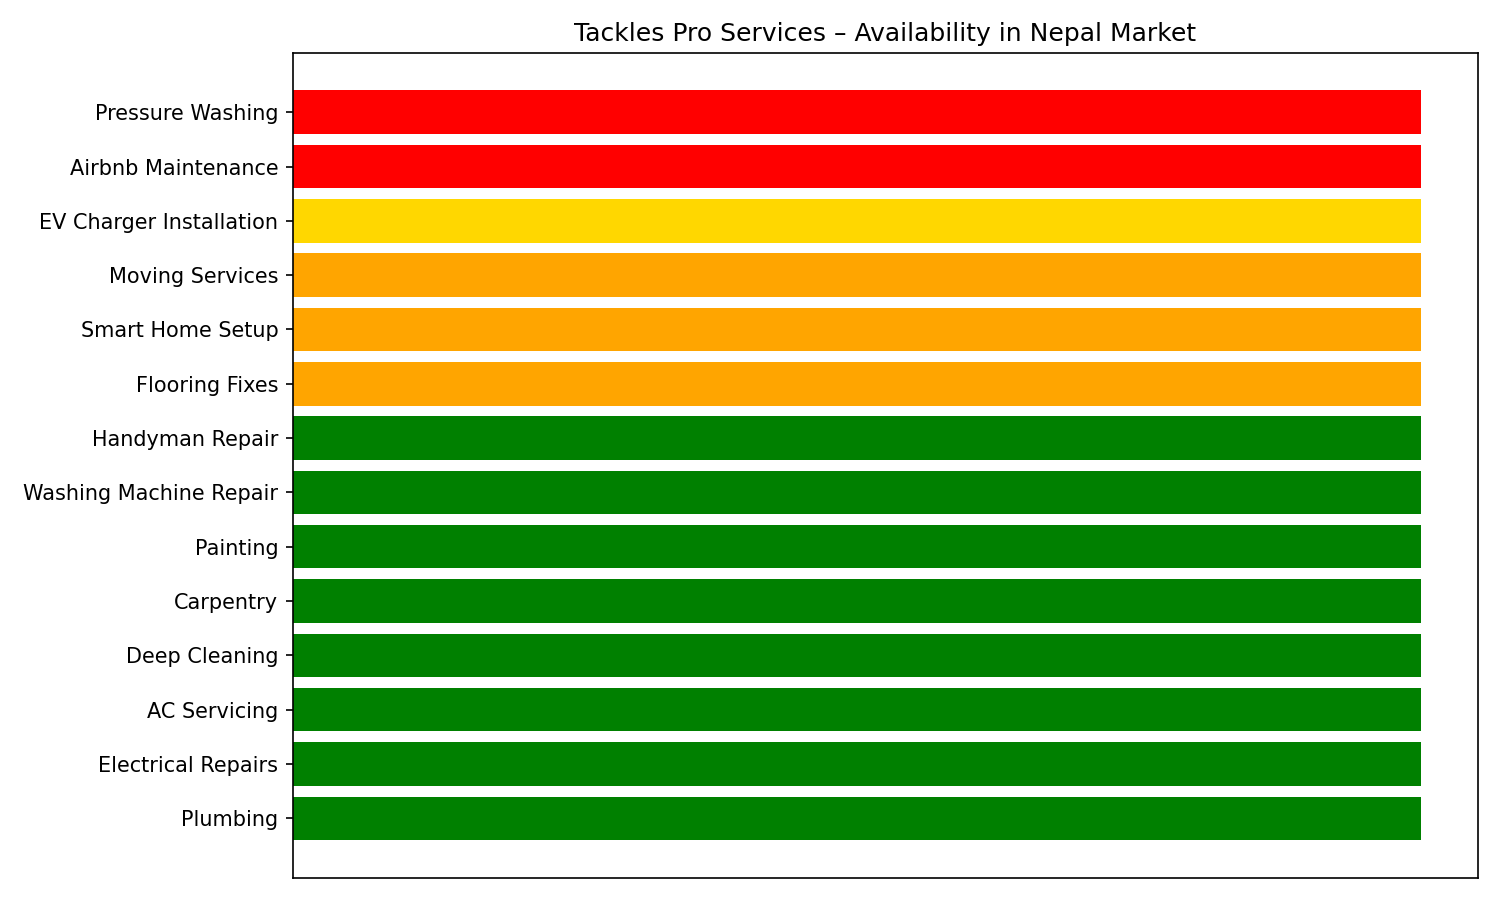 Tackles Pro Services – Availability in Nepal Market
Pressure Washing
Airbnb Maintenance
EV Charger Installation
Moving Services
Smart Home Setup
Flooring Fixes
Handyman Repair
Washing Machine Repair
Painting
Carpentry
Deep Cleaning
AC Servicing
Electrical Repairs
Plumbing